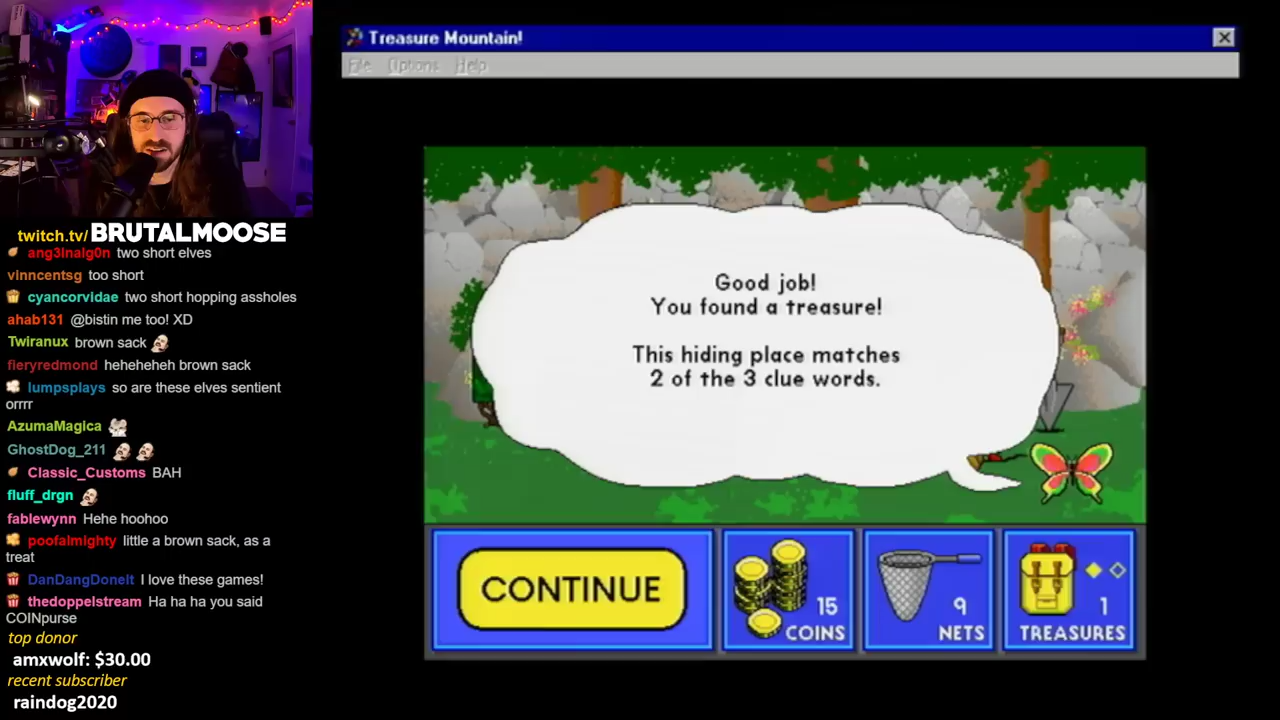 twitch.tv/BRUTALMOOSE
ang3lnalg0n two short elves
vinncentsg too short
cyancorvidae two short hopping assholes
ahab131 @bistin me too! XD
Twiranux brown sack
fieryredmond heheheheh brown sack
lumpsplays so are these elves sentient
orrrr
AzumaMagica
GhostDog_211
Classic_Customs BAH
fluff_drgn
fablewynn Hehe hoohoo
poofalmighty little a brown sack, as a
treat
DanDangDoneIt I love these games!
thedoppelstream Ha ha ha you said
COINpurse
top donor
amxwolf: $30.00
recent subscriber
raindog2020
Treasure Mountain!
File Options Help
Good job!
You found a treasure!
This hiding place matches
2 of the 3 clue words.
CONTINUE
15
COINS
9
NETS
1
TREASURES